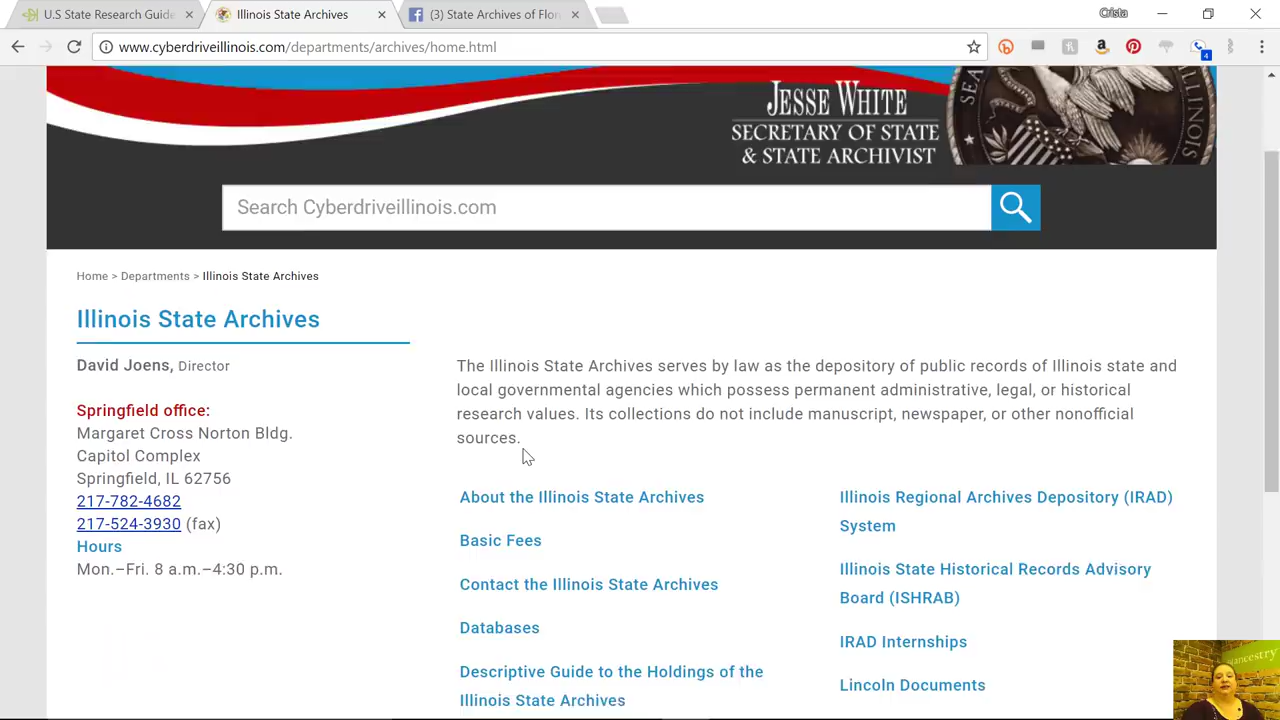 U.S State Research Guide
Illinois State Archives
(3) State Archives of Flor
Crista
www.cyberdriveillinois.com/departments/archives/home.html
4
JESSE WHITE
SECRETARY OF STATE
& STATE ARCHIVIST
SEA
ILLINOIS
Search Cyberdriveillinois.com
Home > Departments > Illinois State Archives
Illinois State Archives
David Joens, Director
Springfield office:
Margaret Cross Norton Bldg.
Capitol Complex
Springfield, IL 62756
217-782-4682
217-524-3930 (fax)
Hours
Mon.–Fri. 8 a.m.–4:30 p.m.
The Illinois State Archives serves by law as the depository of public records of Illinois state and
local governmental agencies which possess permanent administrative, legal, or historical
research values. Its collections do not include manuscript, newspaper, or other nonofficial
sources.
About the Illinois State Archives
Basic Fees
Contact the Illinois State Archives
Databases
Descriptive Guide to the Holdings of the
Illinois State Archives
Illinois Regional Archives Depository (IRAD)
System
Illinois State Historical Records Advisory
Board (ISHRAB)
IRAD Internships
Lincoln Documents
ancestry